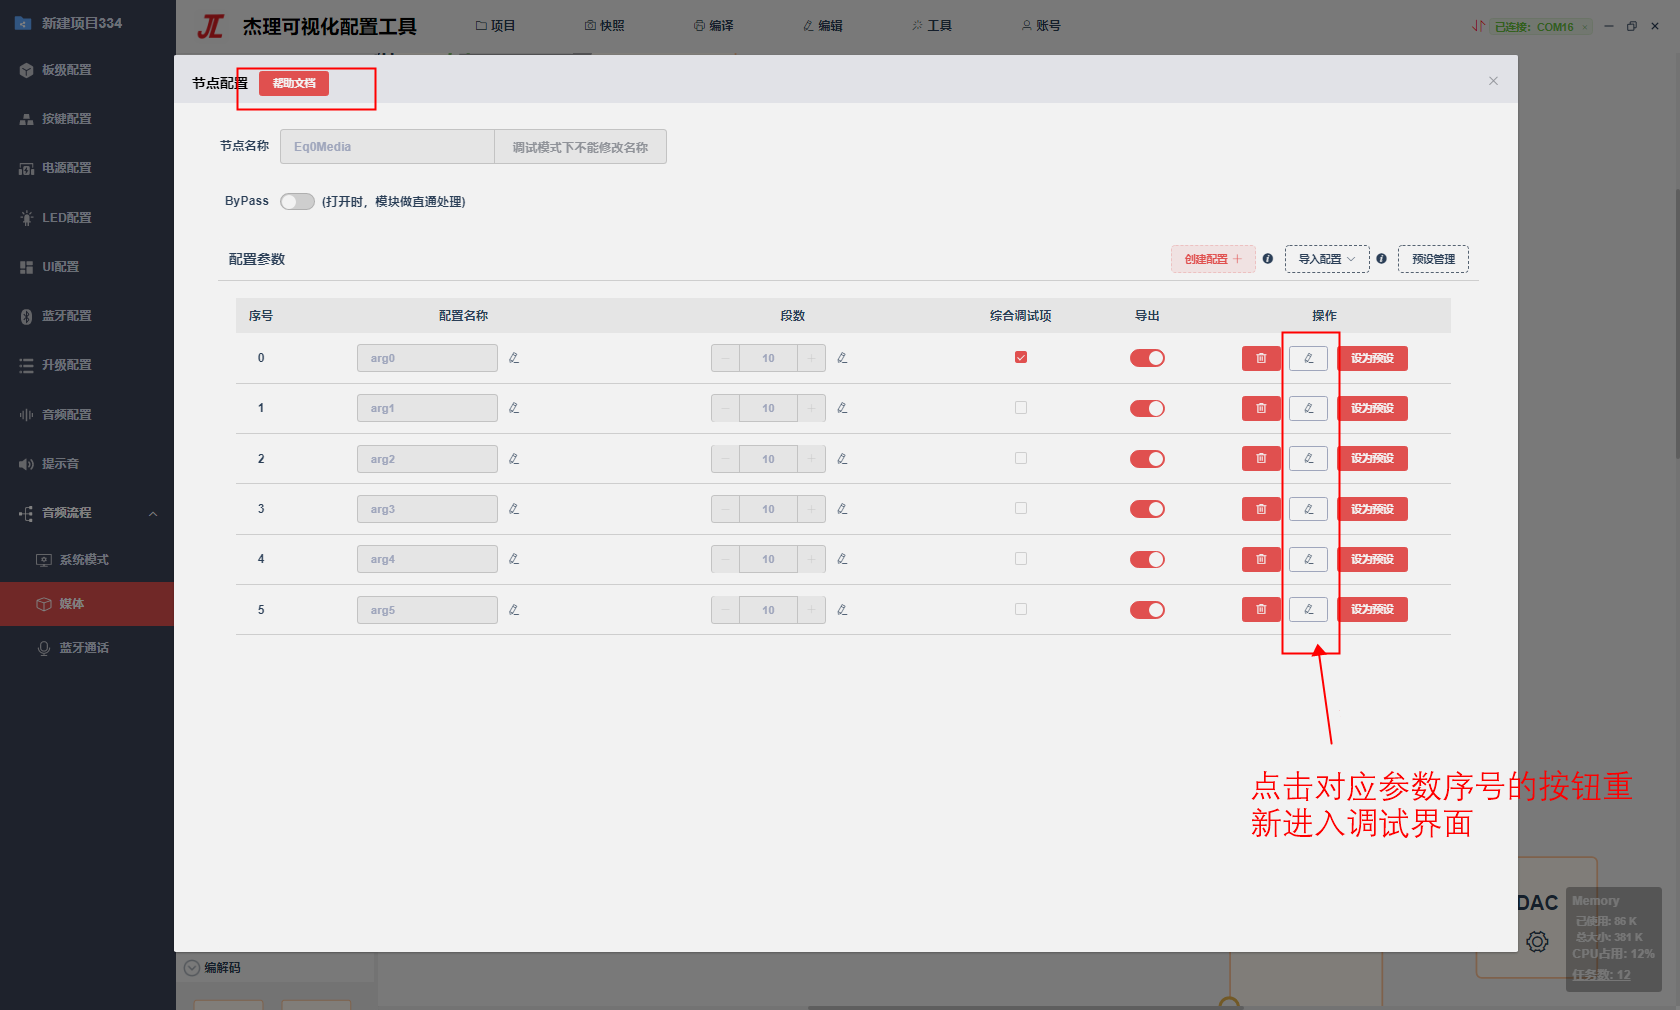 新建项目334
杰理可视化配置工具
项目
快照
编译
编辑
工具
账号
已连接：COM16
板级配置
按键配置
电源配置
LED配置
UI配置
蓝牙配置
升级配置
音频配置
提示音
音频流程
系统模式
媒体
蓝牙通话
节点配置
帮助文档
节点名称
Eq0Media
调试模式下不能修改名称
ByPass
(打开时，模块做直通处理)
配置参数
创建配置
导入配置
预设管理
序号 配置名称 段数 综合调试项 导出 操作
0 arg0 10 设为预设
1 arg1 10 设为预设
2 arg2 10 设为预设
3 arg3 10 设为预设
4 arg4 10 设为预设
5 arg5 10 设为预设
点击对应参数序号的按钮重
新进入调试界面
DAC
Memory
已使用: 86 K
总大小: 381 K
CPU占用: 12%
任务数: 12
编解码